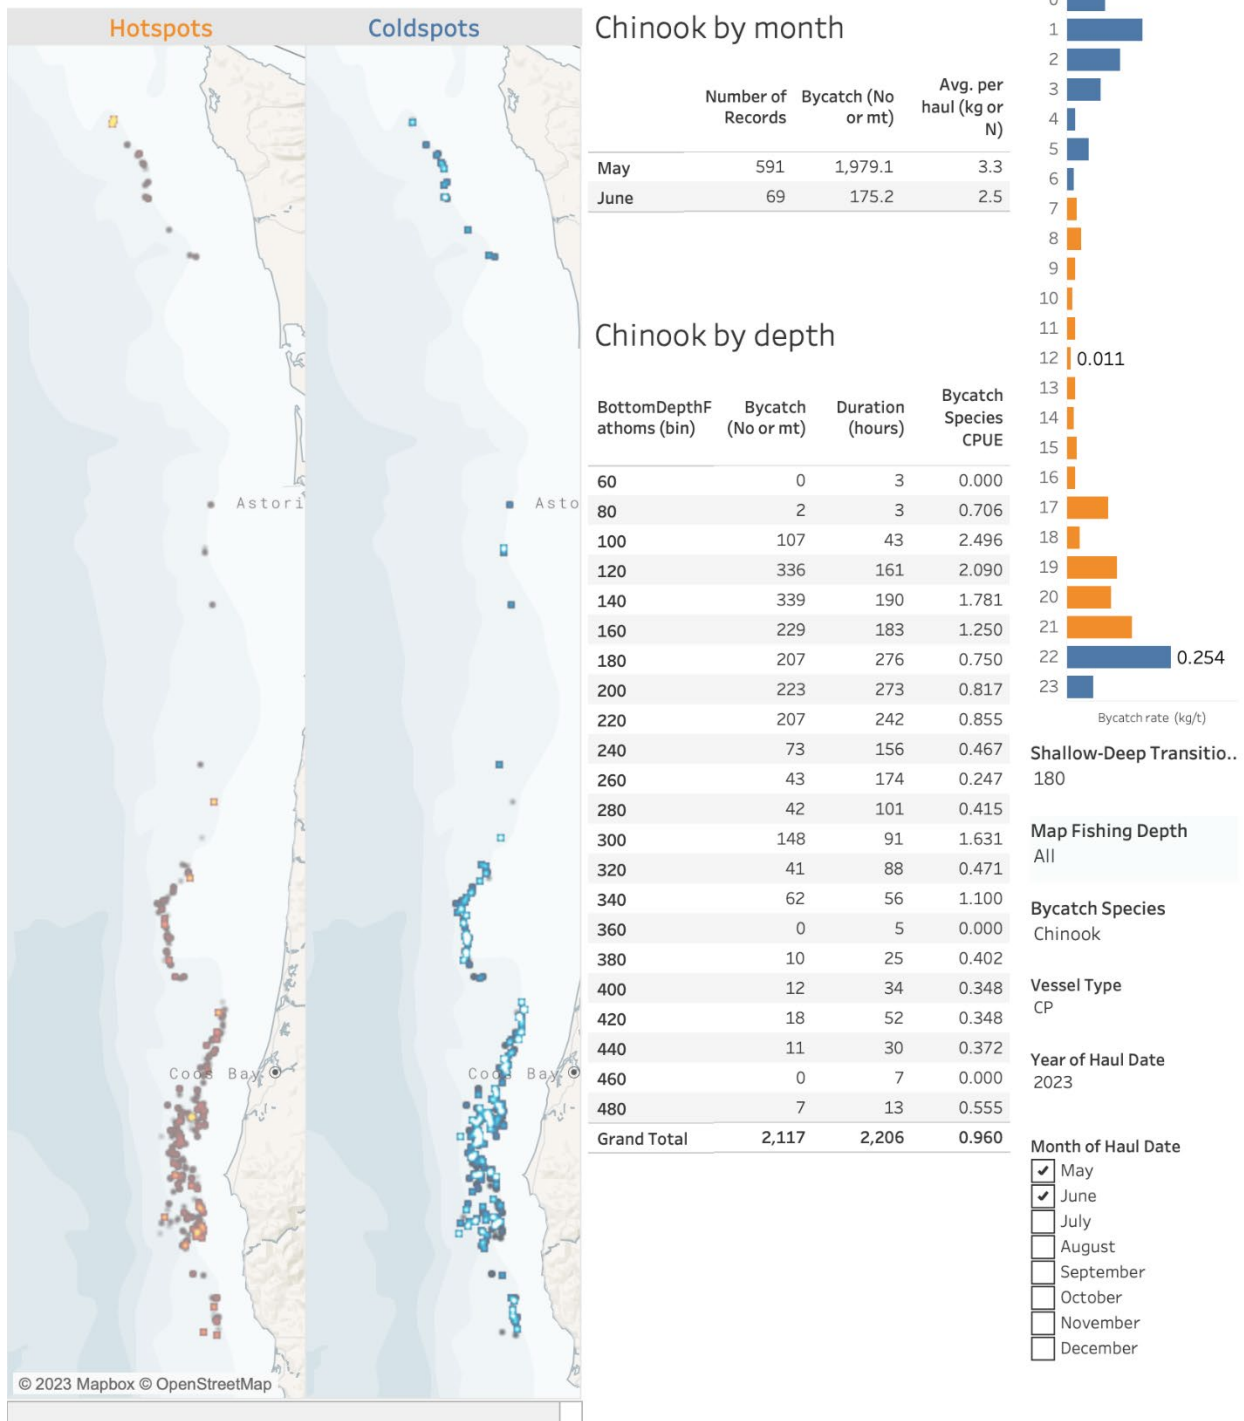 Hotspots
Coldspots
Astori
Asto
Coos Bay
Coos Bay
© 2023 Mapbox © OpenStreetMap
Chinook by month
Number of Records Bycatch (No or mt) Avg. per haul (kg or N)
May 591 1,979.1 3.3
June 69 175.2 2.5
Chinook by depth
BottomDepthF athoms (bin) Bycatch (No or mt) Duration (hours) Bycatch Species CPUE
60 0 3 0.000
80 2 3 0.706
100 107 43 2.496
120 336 161 2.090
140 339 190 1.781
160 229 183 1.250
180 207 276 0.750
200 223 273 0.817
220 207 242 0.855
240 73 156 0.467
260 43 174 0.247
280 42 101 0.415
300 148 91 1.631
320 41 88 0.471
340 62 56 1.100
360 0 5 0.000
380 10 25 0.402
400 12 34 0.348
420 18 52 0.348
440 11 30 0.372
460 0 7 0.000
480 7 13 0.555
Grand Total 2,117 2,206 0.960
0
1
2
3
4
5
6
7
8
9
10
11
12 0.011
13
14
15
16
17
18
19
20
21
22 0.254
23
Bycatch rate (kg/t)
Shallow-Deep Transitio..
180
Map Fishing Depth
All
Bycatch Species
Chinook
Vessel Type
CP
Year of Haul Date
2023
Month of Haul Date
May
June
July
August
September
October
November
December